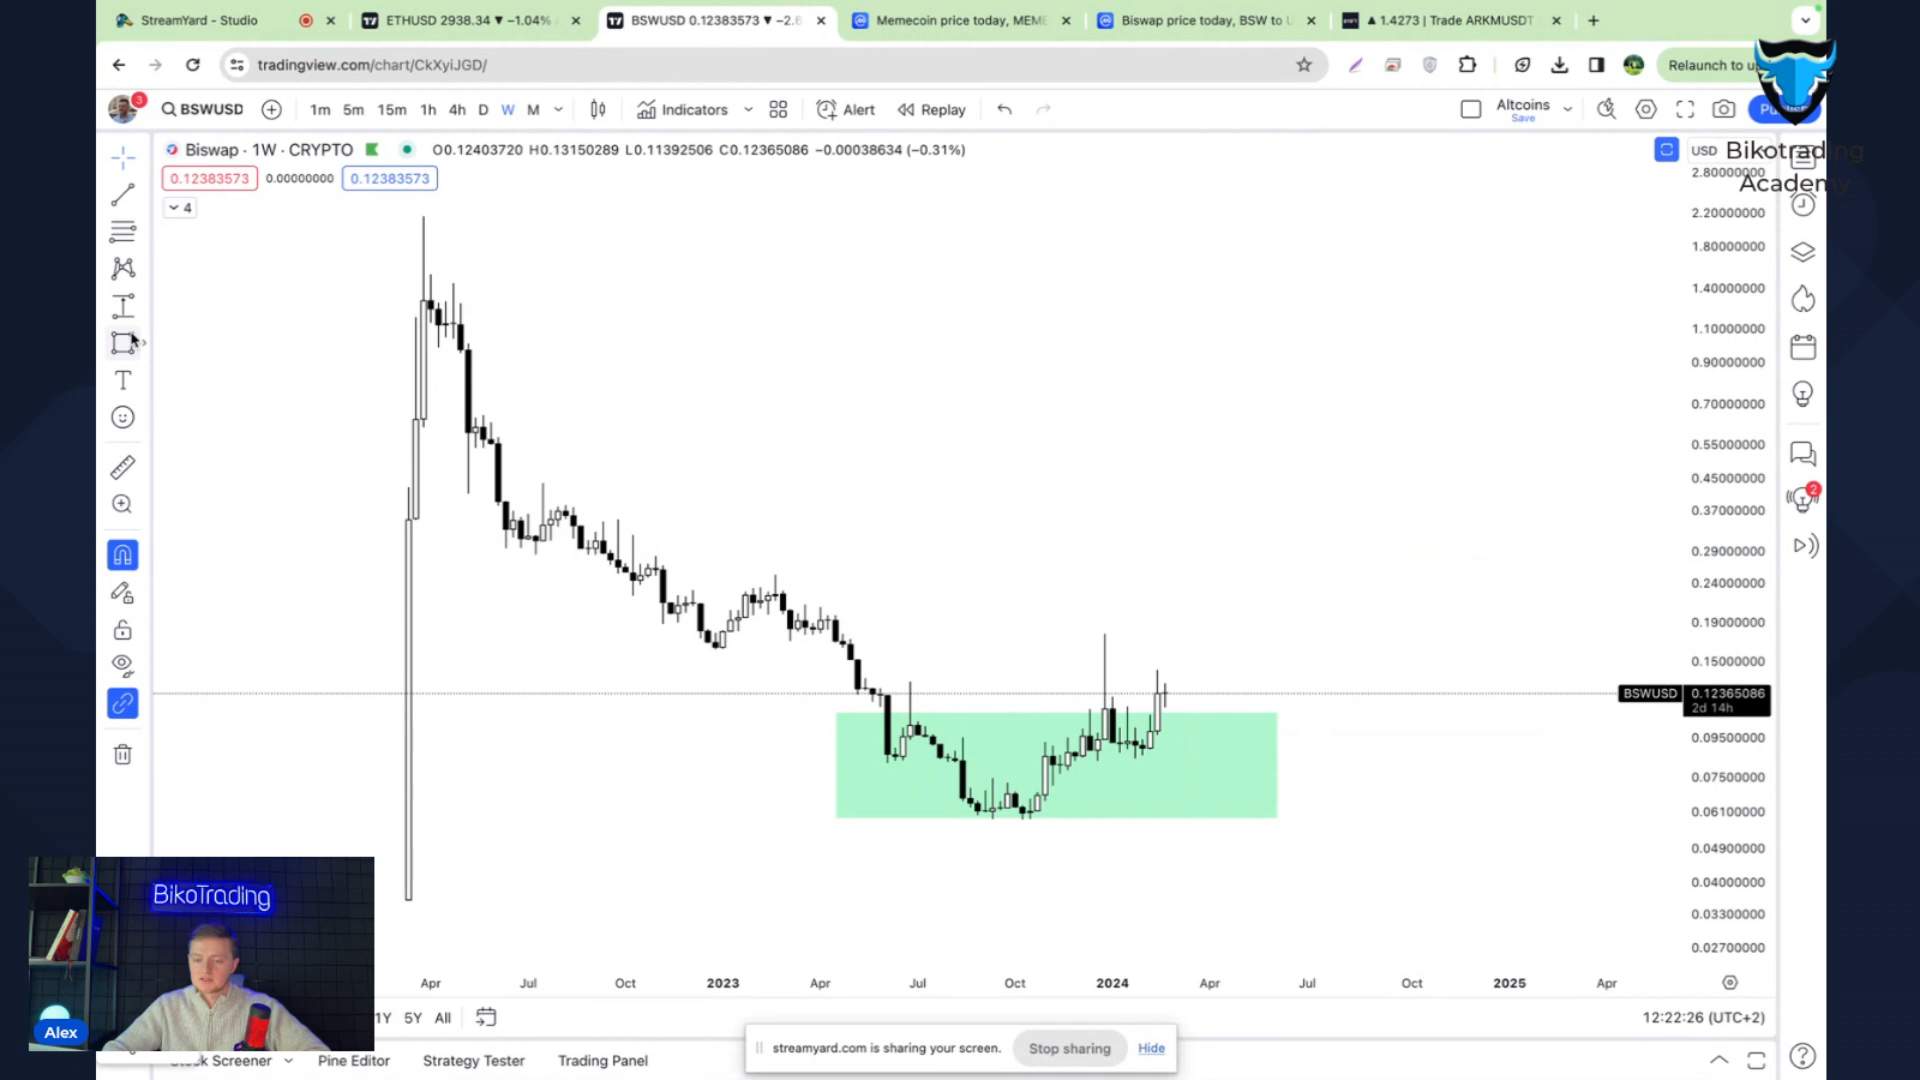 StreamYard - Studio
ETHUSD 2938.34 ▼ −1.04%
BSWUSD 0.12383573 ▼ −2.6
Memecoin price today, MEME
Biswap price today, BSW to U
▲ 1.4273 | Trade ARKMUSDT
tradingview.com/chart/CkXyiJGD/
Relaunch to up
3
BSWUSD
1m 5m 15m 1h 4h D W M
Indicators
Alert
Replay
Altcoins
Save
Bikotrading
Academy
Biswap · 1W · CRYPTO
O0.12403720 H0.13150289 L0.11392506 C0.12365086 −0.00038634 (−0.31%)
USD
0.12383573 0.00000000 0.12383573
4
2.80000000
2.20000000
1.80000000
1.40000000
1.10000000
0.90000000
0.70000000
0.55000000
0.45000000
2
0.37000000
0.29000000
0.24000000
0.19000000
0.15000000
BSWUSD 0.12365086
2d 14h
0.09500000
0.07500000
0.06100000
0.04900000
0.04000000
0.03300000
0.02700000
BikoTrading
Alex
Apr Jul Oct 2023 Apr Jul Oct 2024 Apr Jul Oct 2025 Apr
1Y 5Y All
12:22:26 (UTC+2)
Stock Screener Pine Editor Strategy Tester Trading Panel
streamyard.com is sharing your screen. Stop sharing Hide